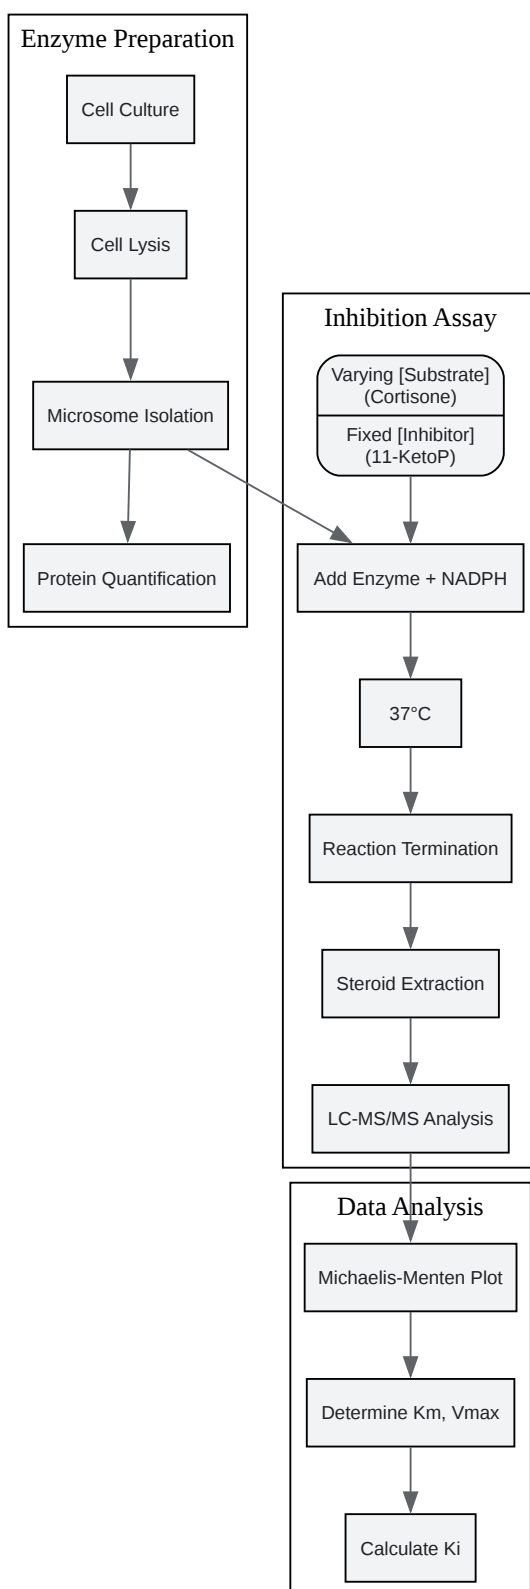 Enzyme Preparation
Cell Culture
Cell Lysis
Microsome Isolation
Protein Quantification
Inhibition Assay
Varying [Substrate]
(Cortisone)
Fixed [Inhibitor]
(11-KetoP)
Add Enzyme + NADPH
37°C
Reaction Termination
Steroid Extraction
LC-MS/MS Analysis
Data Analysis
Michaelis-Menten Plot
Determine Km, Vmax
Calculate Ki